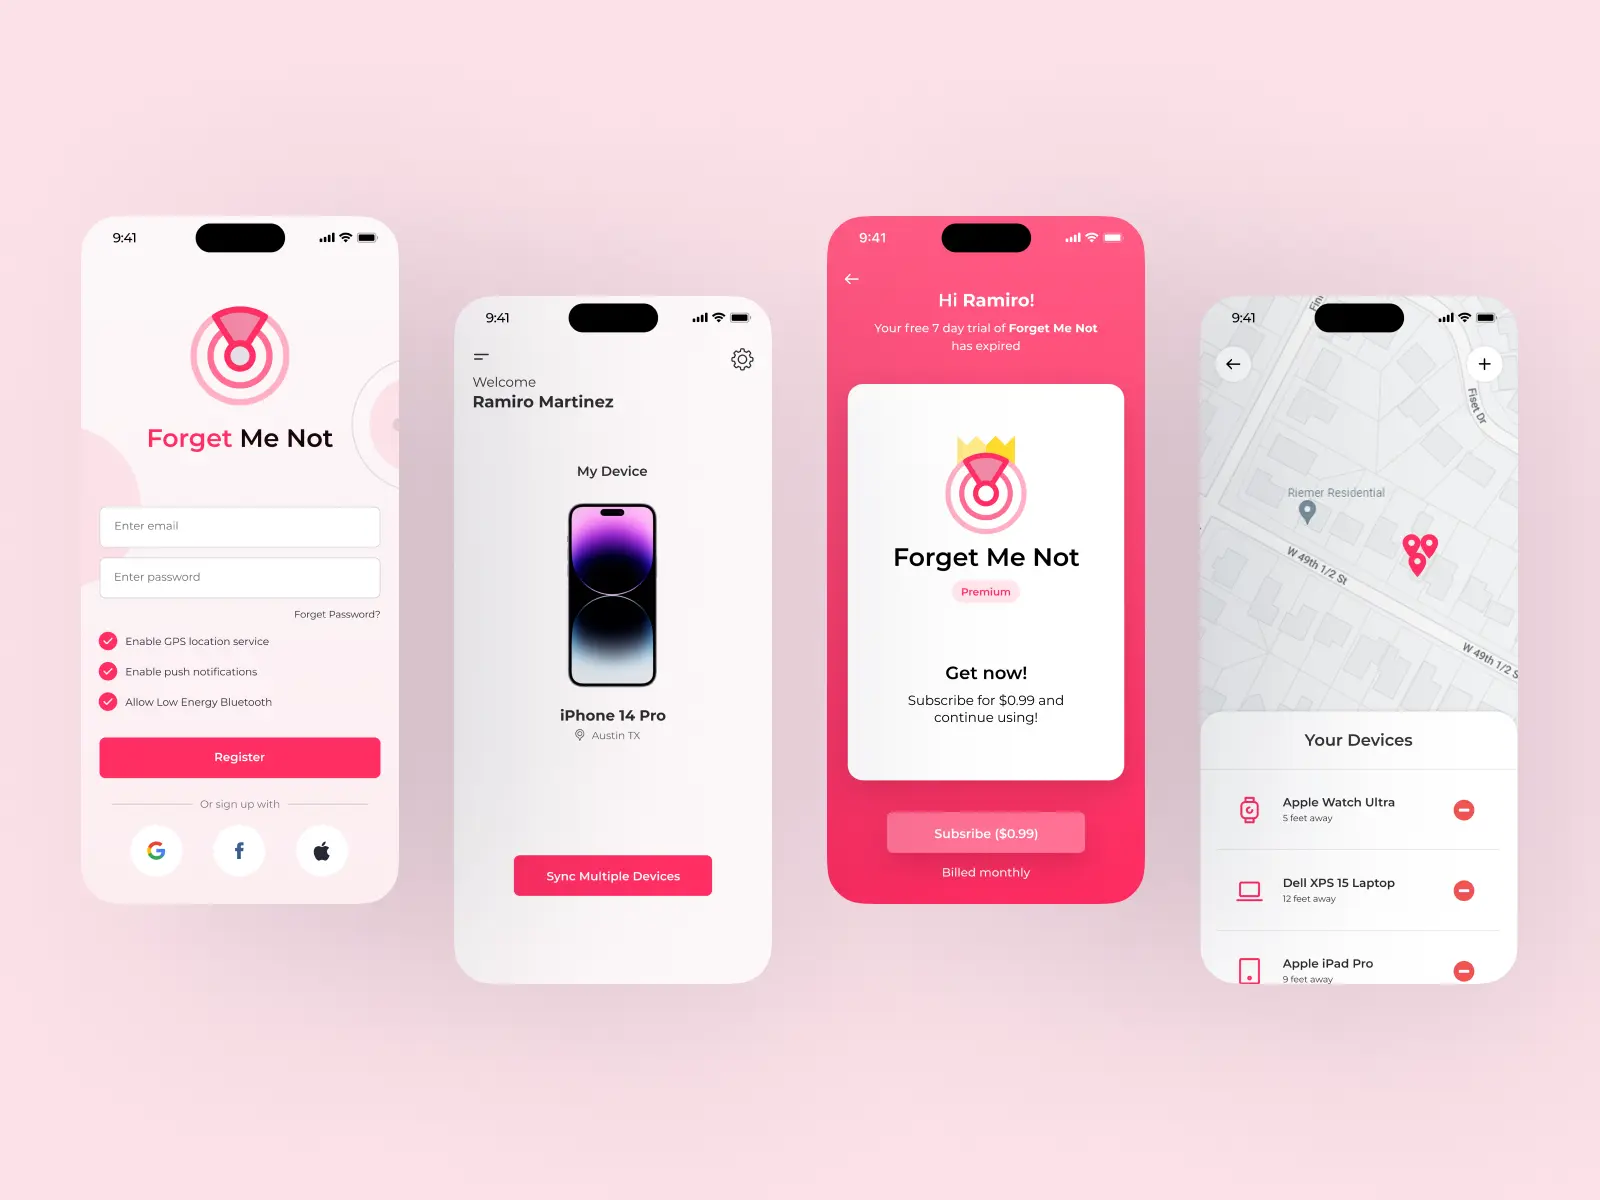 9:41
Forget Me Not
Enter email
Enter password
Forget Password?
Enable GPS location service
Enable push notifications
Allow Low Energy Bluetooth
Register
Or sign up with
9:41
Welcome
Ramiro Martinez
My Device
iPhone 14 Pro
Austin TX
Sync Multiple Devices
9:41
Hi Ramiro!
Your free 7 day trial of Forget Me Not
has expired
Forget Me Not
Premium
Get now!
Subscribe for $0.99 and
continue using!
Subsribe ($0.99)
Billed monthly
9:41
Fiset Dr
Riemer Residential
W 49th 1/2 St
W 49th 1/2 S
Your Devices
Apple Watch Ultra
5 feet away
Dell XPS 15 Laptop
12 feet away
Apple iPad Pro
9 feet away